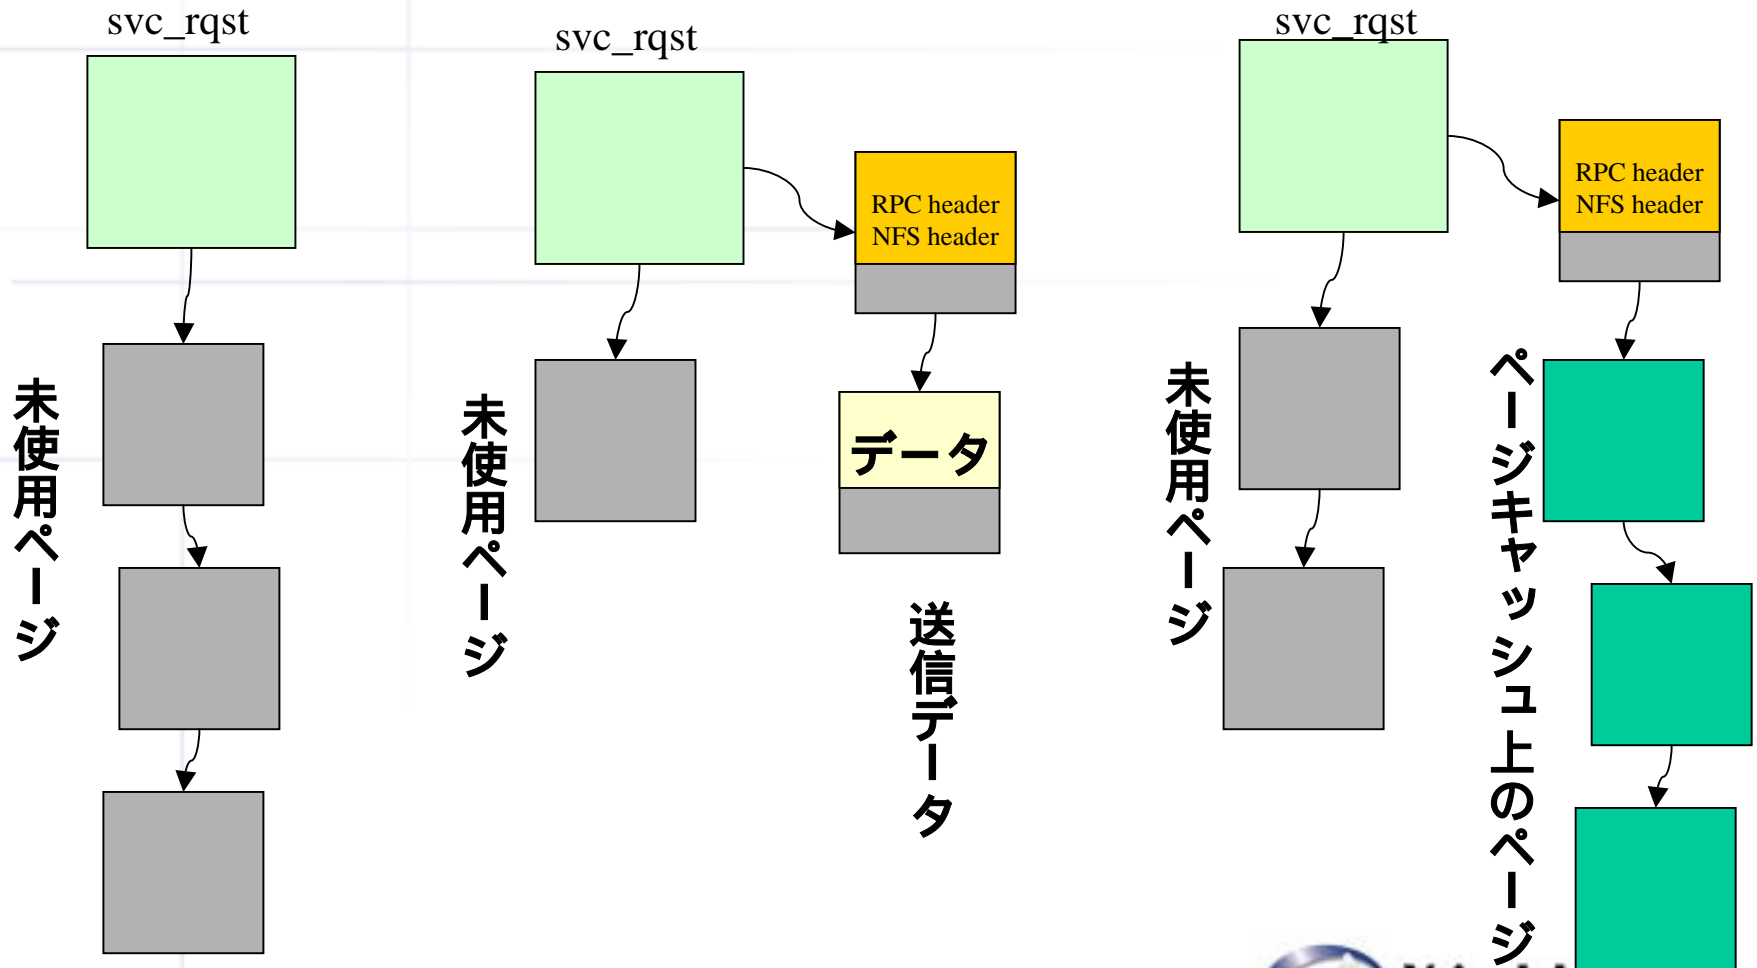 svc_rqst
未使用ページ
svc_rqst
RPC header
NFS header
未使用ページ
データ
送信データ
svc_rqst
RPC header
NFS header
未使用ページ
ページキャッシュ上のページ